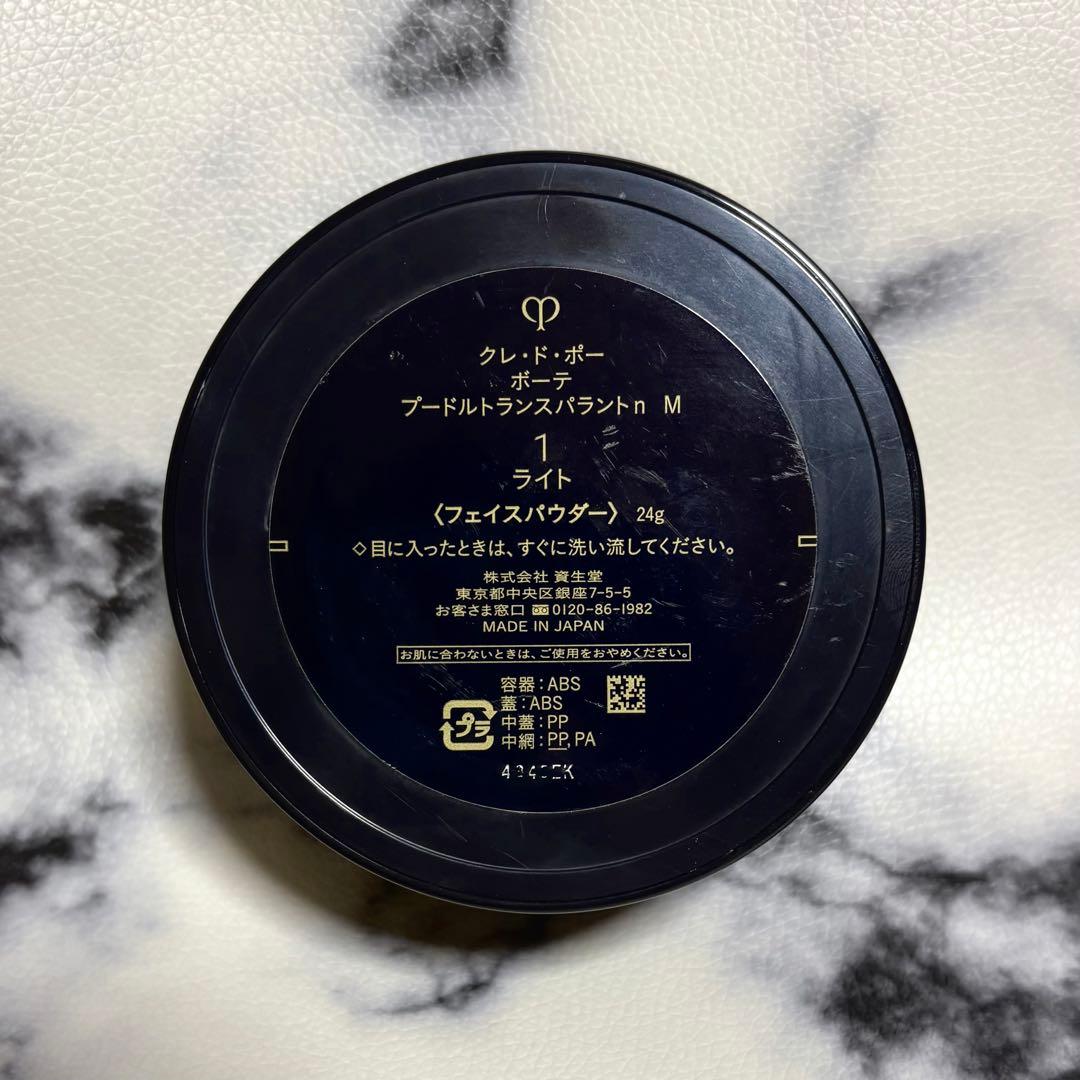 クレ・ド・ポー
ボーテ
プードルトランスパラントn M
1
ライト
〈フェイスパウダー〉 24g
◇目に入ったときは、すぐに洗い流してください。
株式会社 資生堂
東京都中央区銀座7-5-5
お客さま窓口 0120-86-1982
MADE IN JAPAN
お肌に合わないときは、ご使用をおやめください。
容器:ABS
蓋:ABS
中蓋:PP
中網:PP,PA
プラ